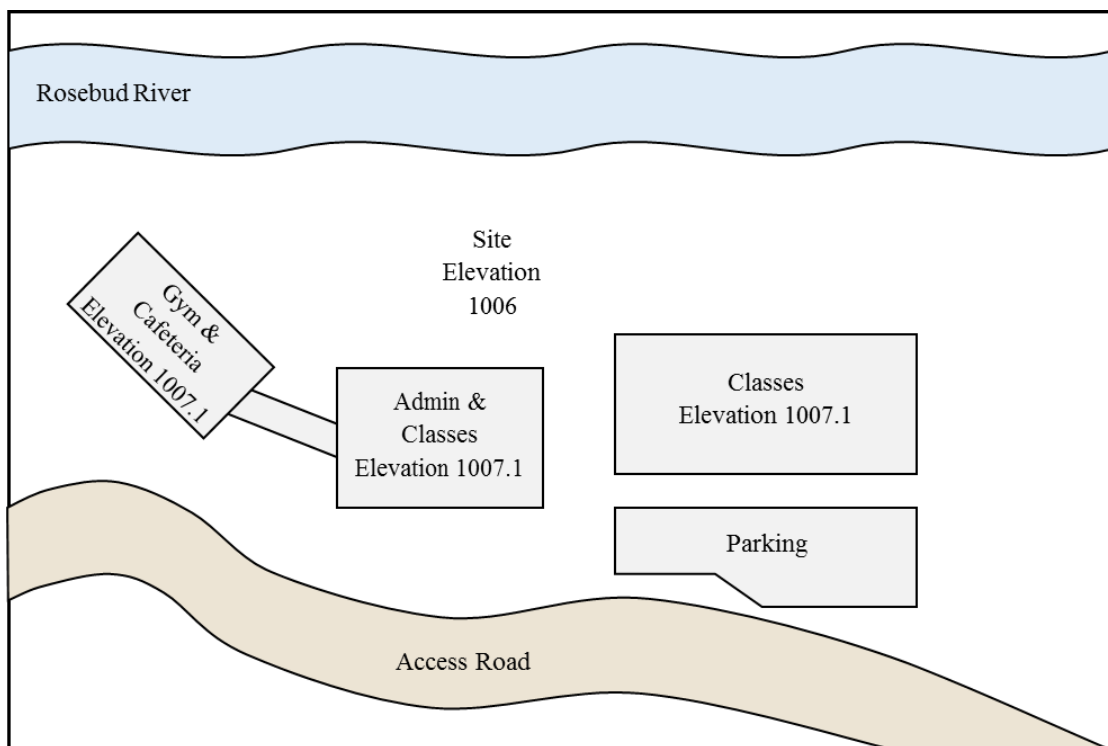 Rosebud River
Site
Elevation
1006
Gym &
Cafeteria
Elevation 1007.1
Admin &
Classes
Elevation 1007.1
Classes
Elevation 1007.1
Parking
Access Road